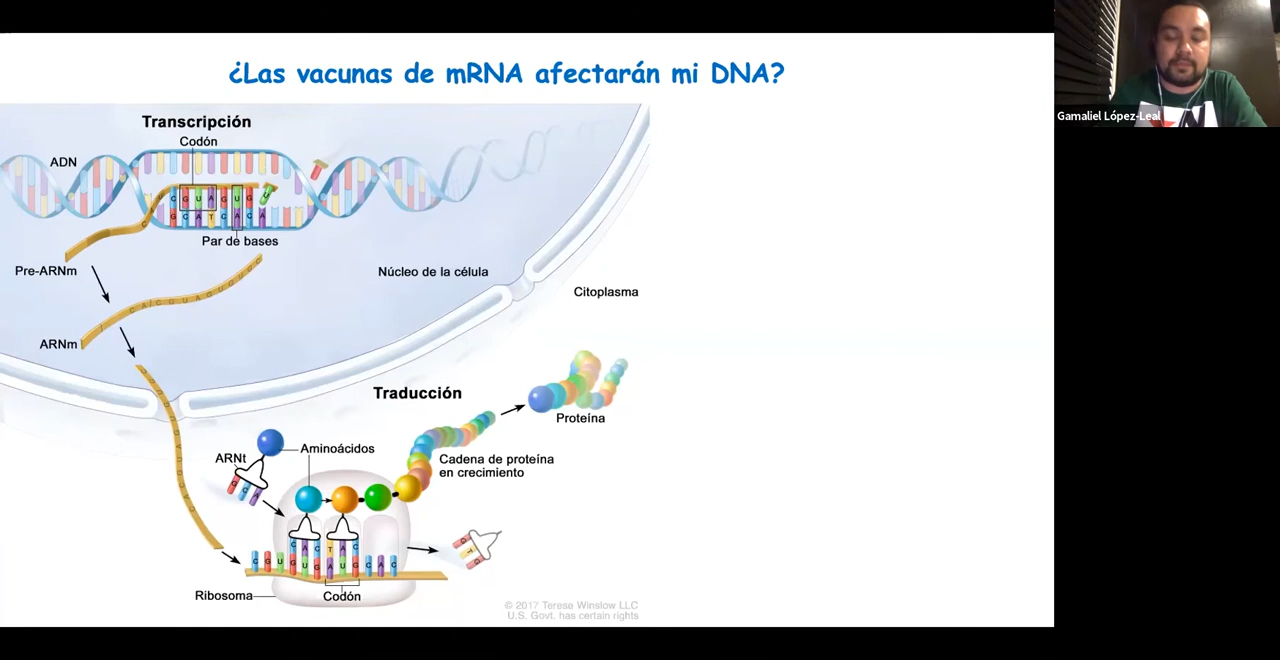 ¿Las vacunas de mRNA afectarán mi DNA?
Gamaliel López-Leal
Transcripción
Codón
ADN
C G U A G U G
G C A T C A C A
Par de bases
Pre-ARNm
Núcleo de la célula
Citoplasma
ARNm
Traducción
Proteína
ARNt
Aminoácidos
Cadena de proteína
en crecimiento
Ribosoma
Codón
© 2017 Terese Winslow LLC
U.S. Govt. has certain rights